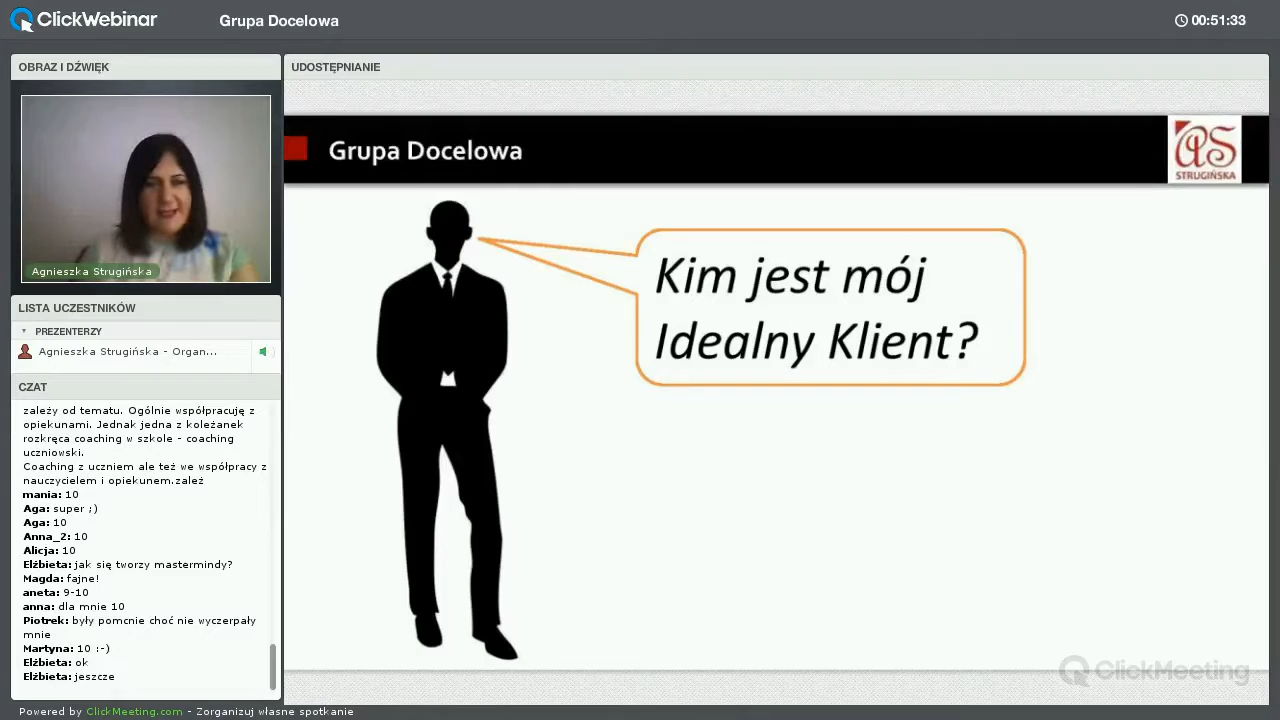 ClickWebinar
Grupa Docelowa
00:51:33
OBRAZ I DŹWIĘK
Agnieszka Strugińska
LISTA UCZESTNIKÓW
PREZENTERZY
Agnieszka Strugińska - Organ...
CZAT
zależy od tematu. Ogólnie współpracuję z
opiekunami. Jednak jedna z koleżanek
rozkręca coaching w szkole - coaching
uczniowski.
Coaching z uczniem ale też we współpracy z
nauczycielem i opiekunem.zależ
mania: 10
Aga: super ;)
Aga: 10
Anna_2: 10
Alicja: 10
Elżbieta: jak się tworzy mastermindy?
Magda: fajne!
aneta: 9-10
anna: dla mnie 10
Piotrek: były pomcnie choć nie wyczerpały
mnie
Martyna: 10 :-)
Elżbieta: ok
Elżbieta: jeszcze
UDOSTĘPNIANIE
Grupa Docelowa
aS
STRUGIŃSKA
Kim jest mój
Idealny Klient?
ClickMeeting
Powered by ClickMeeting.com - Zorganizuj własne spotkanie